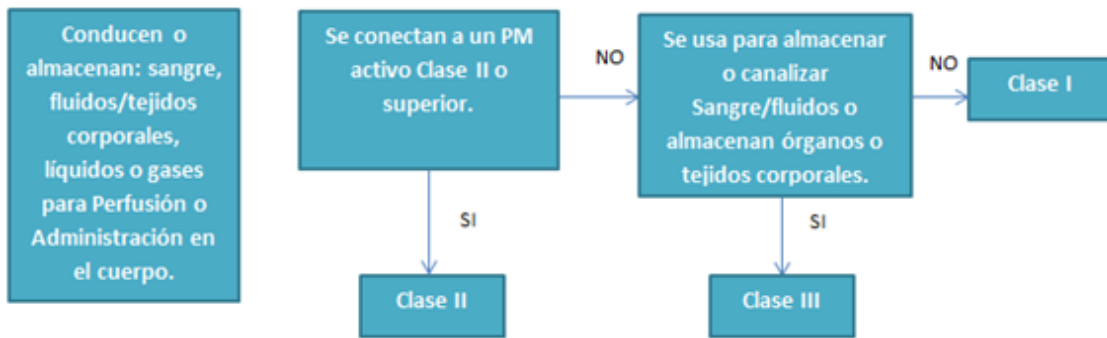 Conducen o
almacenan: sangre,
fluidos/tejidos
corporales,
líquidos o gases
para Perfusión o
Administración en
el cuerpo.
Se conectan a un PM
activo Clase II o
superior.
NO
Se usa para almacenar
o canalizar
Sangre/fluidos o
almacenan órganos o
tejidos corporales.
NO
Clase I
SI
SI
Clase II
Clase III